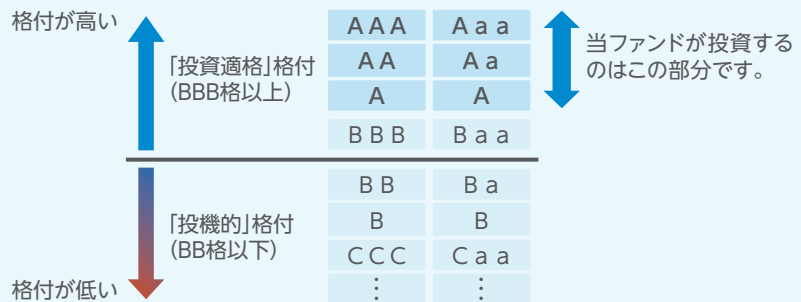 格付が高い
「投資適格」格付
(BBB格以上)
AAA Aaa
AA Aa
A A
BBB Baa
当ファンドが投資する
のはこの部分です。
「投機的」格付
(BB格以下)
BB Ba
B B
CCC Caa
⋮ ⋮
格付が低い